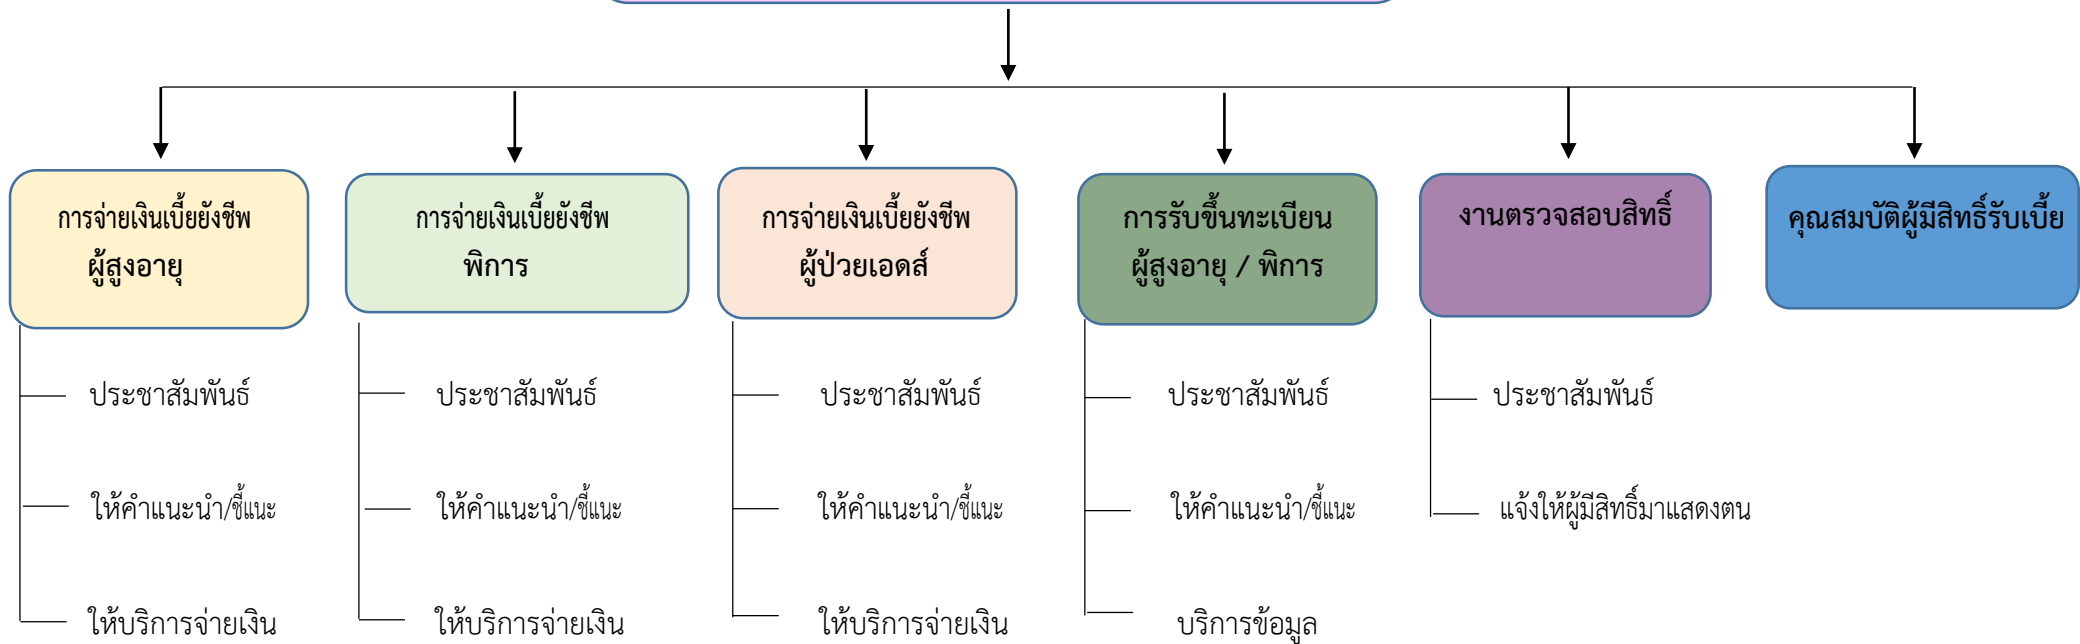 การจ่ายเงินเบี้ยยังชีพ
ผู้สูงอายุ
ประชาสัมพันธ์
ให้คำแนะนำ/ชี้แนะ
ให้บริการจ่ายเงิน
การจ่ายเงินเบี้ยยังชีพ
พิการ
ประชาสัมพันธ์
ให้คำแนะนำ/ชี้แนะ
ให้บริการจ่ายเงิน
การจ่ายเงินเบี้ยยังชีพ
ผู้ป่วยเอดส์
ประชาสัมพันธ์
ให้คำแนะนำ/ชี้แนะ
ให้บริการจ่ายเงิน
การรับขึ้นทะเบียน
ผู้สูงอายุ / พิการ
ประชาสัมพันธ์
ให้คำแนะนำ/ชี้แนะ
บริการข้อมูล
งานตรวจสอบสิทธิ์
ประชาสัมพันธ์
แจ้งให้ผู้มีสิทธิ์มาแสดงตน
คุณสมบัติผู้มีสิทธิ์รับเบี้ย